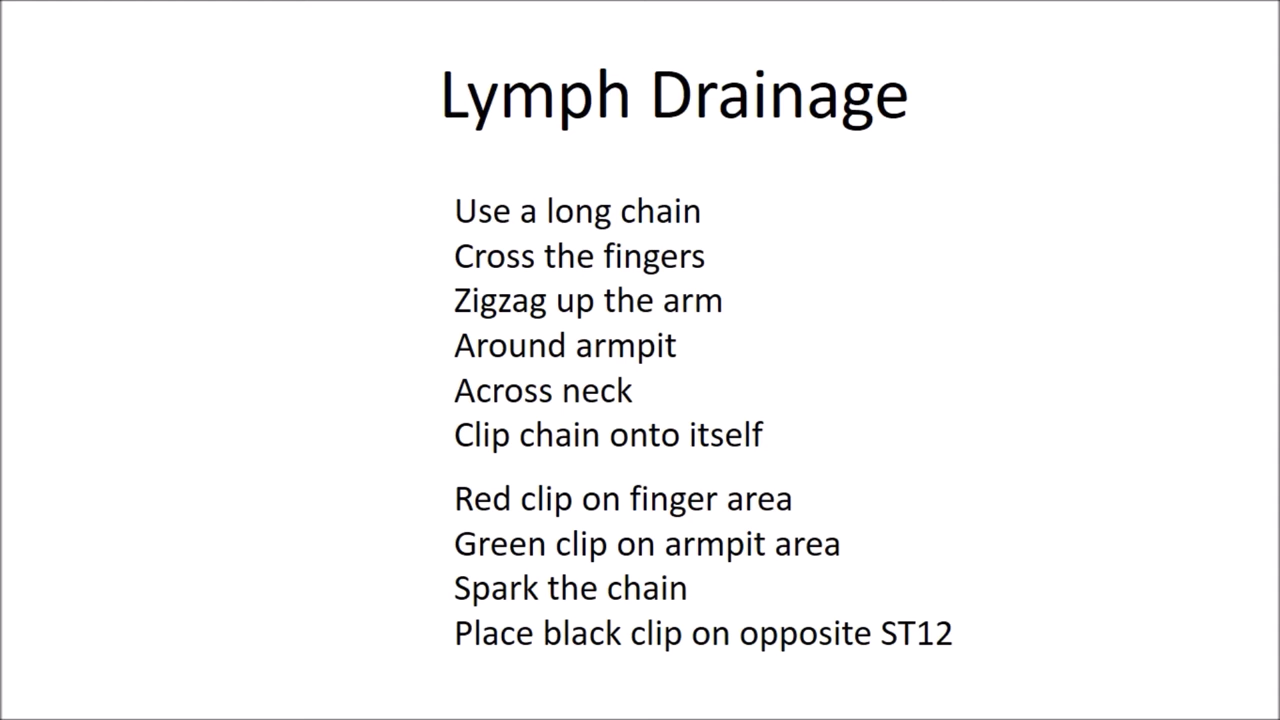 Lymph Drainage
Use a long chain
Cross the fingers
Zigzag up the arm
Around armpit
Across neck
Clip chain onto itself
Red clip on finger area
Green clip on armpit area
Spark the chain
Place black clip on opposite ST12